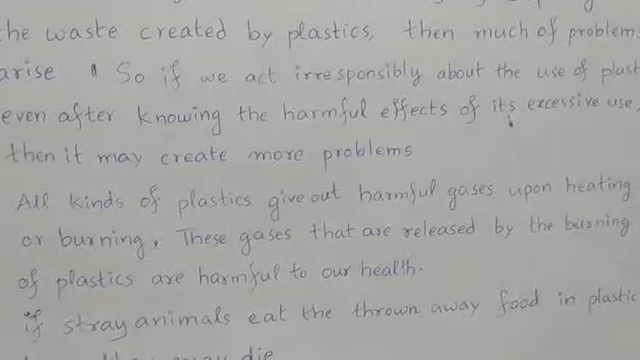 the waste created by plastics, then much of problem
arise. So if we act irresponsibly about the use of plast
even after knowing the harmful effects of its excessive use,
then it may create more problems
All kinds of plastics give out harmful gases upon heating
or burning, These gases that are released by the burning
of plastics are harmful to our health.
if stray animals eat the thrown away food in plastic
may die